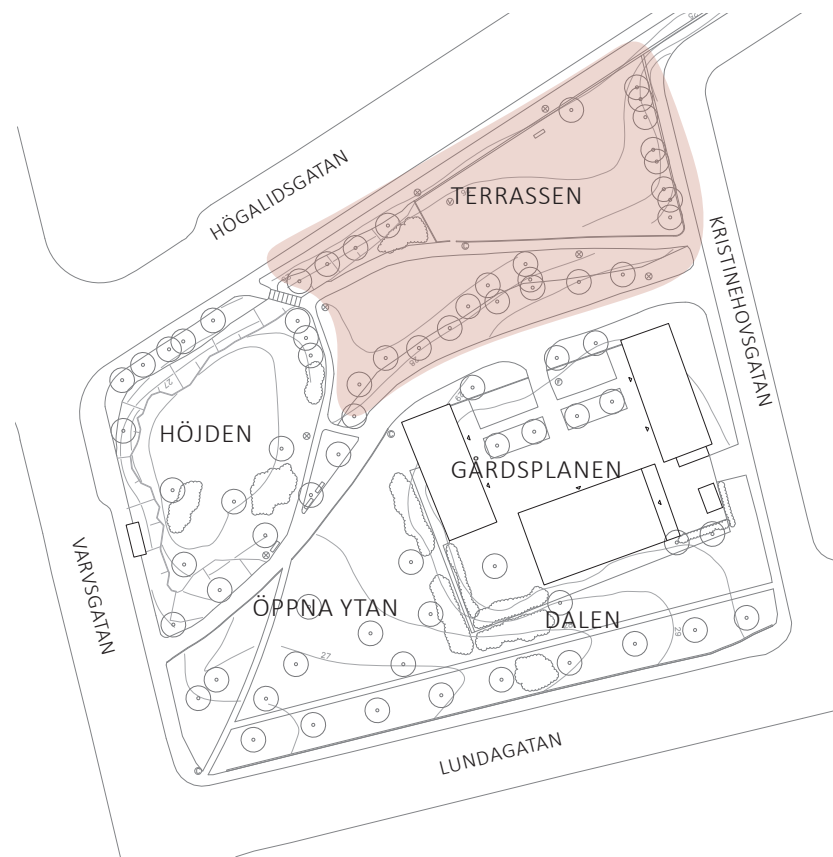 HÖGALIDSGATAN
TERRASSEN
KRISTINEHOVSGATAN
HÖJDEN
GÅRDSPLANEN
VARVSGATAN
ÖPPNA YTAN
DALEN
27
29
27
LUNDAGATAN